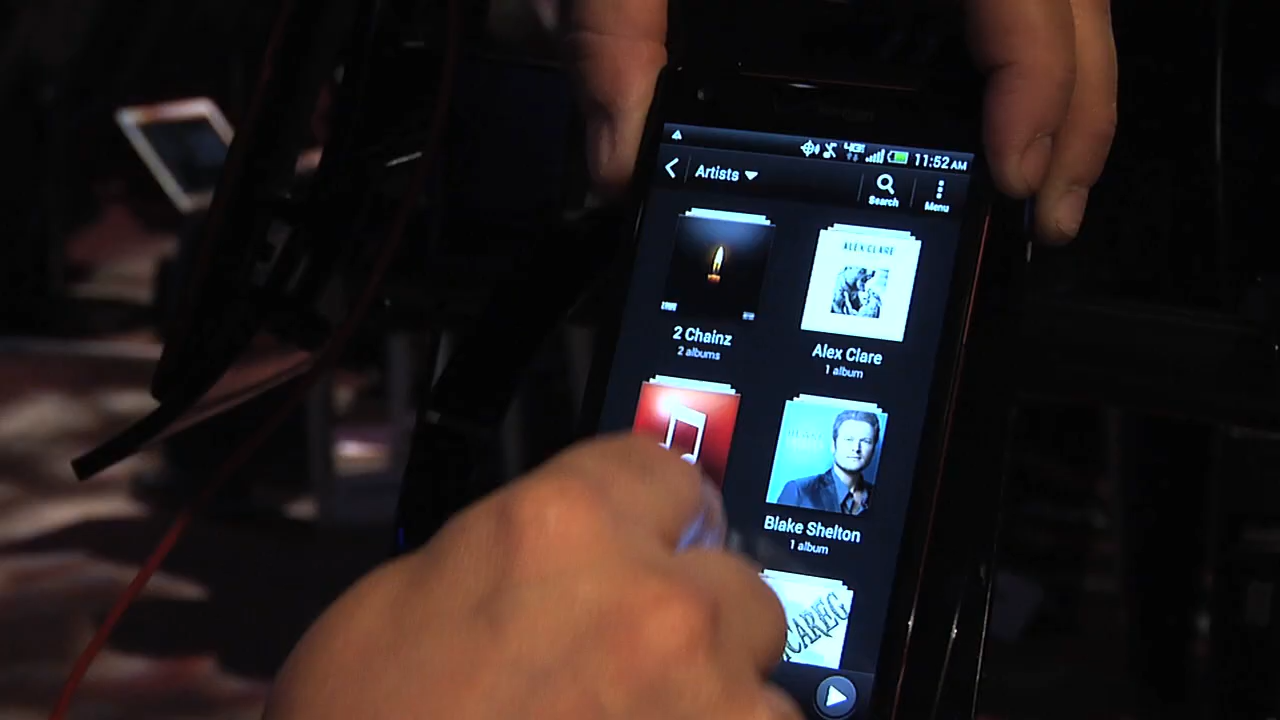 4G
11:52 AM
Artists
Search
Menu
ALEX CLARE
2 Chainz
2 albums
Alex Clare
1 album
Blake Shelton
1 album